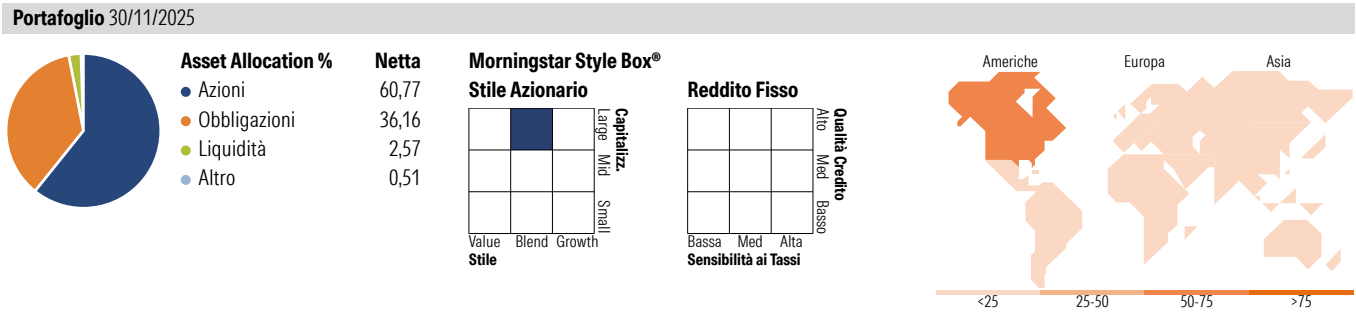 Portafoglio 30/11/2025
Asset Allocation % Netta
Azioni 60,77
Obbligazioni 36,16
Liquidità 2,57
Altro 0,51
Morningstar Style Box®
Stile Azionario
Large
Mid
Small
Capitalizz.
Value Blend Growth
Stile
Reddito Fisso
Alto
Med
Basso
Qualità Credito
Bassa Med Alta
Sensibilità ai Tassi
Americhe Europa Asia
<25 25-50 50-75 >75